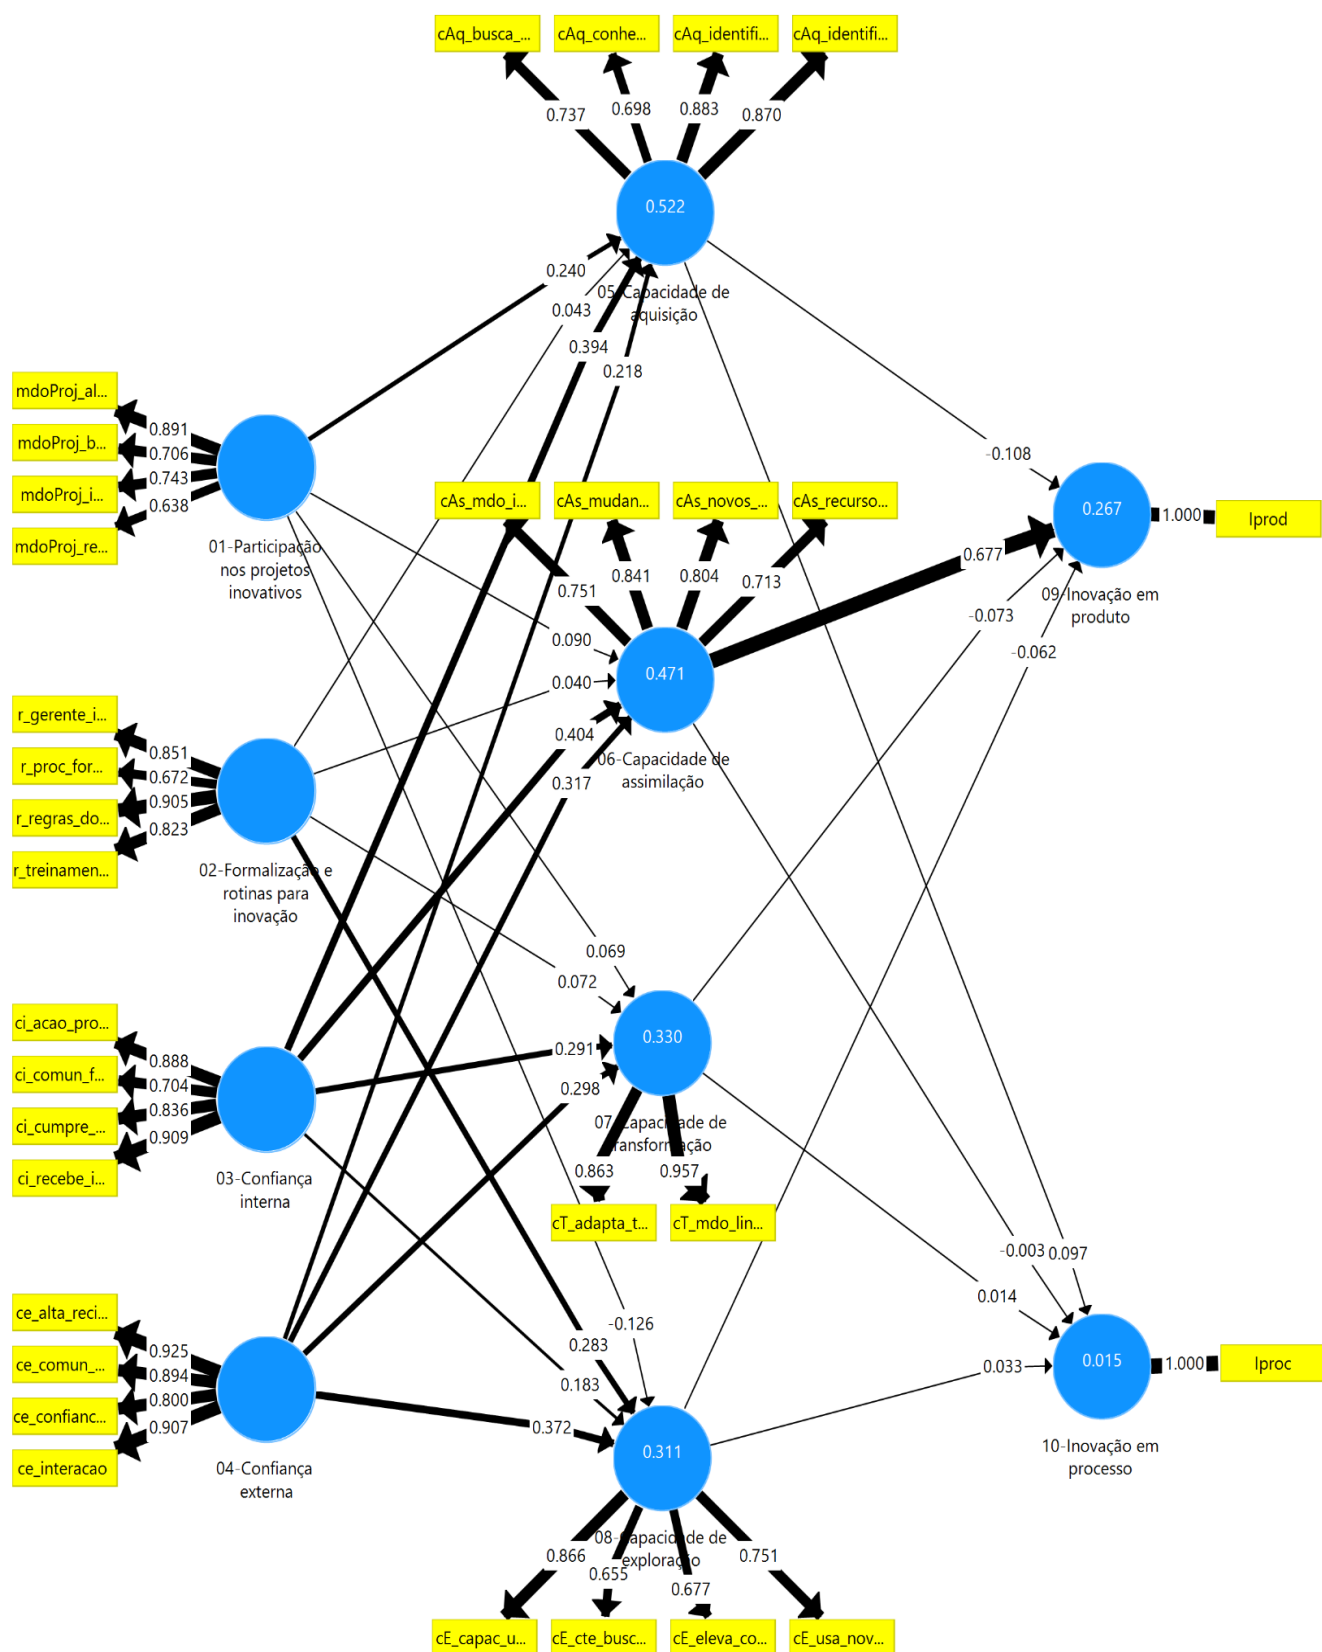 cAq_busca_...
cAq_conhe...
cAq_identifi...
cAq_identifi...
0.737
0.698
0.883
0.870
0.522
05-Capacidade de
aquisição
0.240
0.043
0.394
0.218
mdoProj_al...
mdoProj_b...
mdoProj_i...
mdoProj_re...
0.891
0.706
0.743
0.638
01-Participação
nos projetos
inovativos
cAs_mdo_i...
cAs_mudan...
cAs_novos_...
cAs_recurso...
0.751
0.841
0.804
0.713
0.471
06-Capacidade de
assimilação
0.090
0.040
0.404
0.317
-0.108
0.677
-0.073
-0.062
0.267
09-Inovação em
produto
1.000
Iprod
r_gerente_i...
r_proc_for...
r_regras_do...
r_treinamen...
0.851
0.672
0.905
0.823
02-Formalização e
rotinas para
inovação
0.069
0.072
0.291
0.298
0.330
07-Capacidade de
transformação
0.863
0.957
cT_adapta_t...
cT_mdo_lin...
ci_acao_pro...
ci_comun_f...
ci_cumpre_...
ci_recebe_i...
0.888
0.704
0.836
0.909
03-Confiança
interna
ce_alta_reci...
ce_comun_...
ce_confianc...
ce_interacao
0.925
0.894
0.800
0.907
04-Confiança
externa
-0.126
0.283
0.183
0.372
0.311
08-Capacidade de
exploração
0.866
0.655
0.677
0.751
cE_capac_u...
cE_cte_busc...
cE_eleva_co...
cE_usa_nov...
-0.003
0.097
0.014
0.033
0.015
10-Inovação em
processo
1.000
Iproc